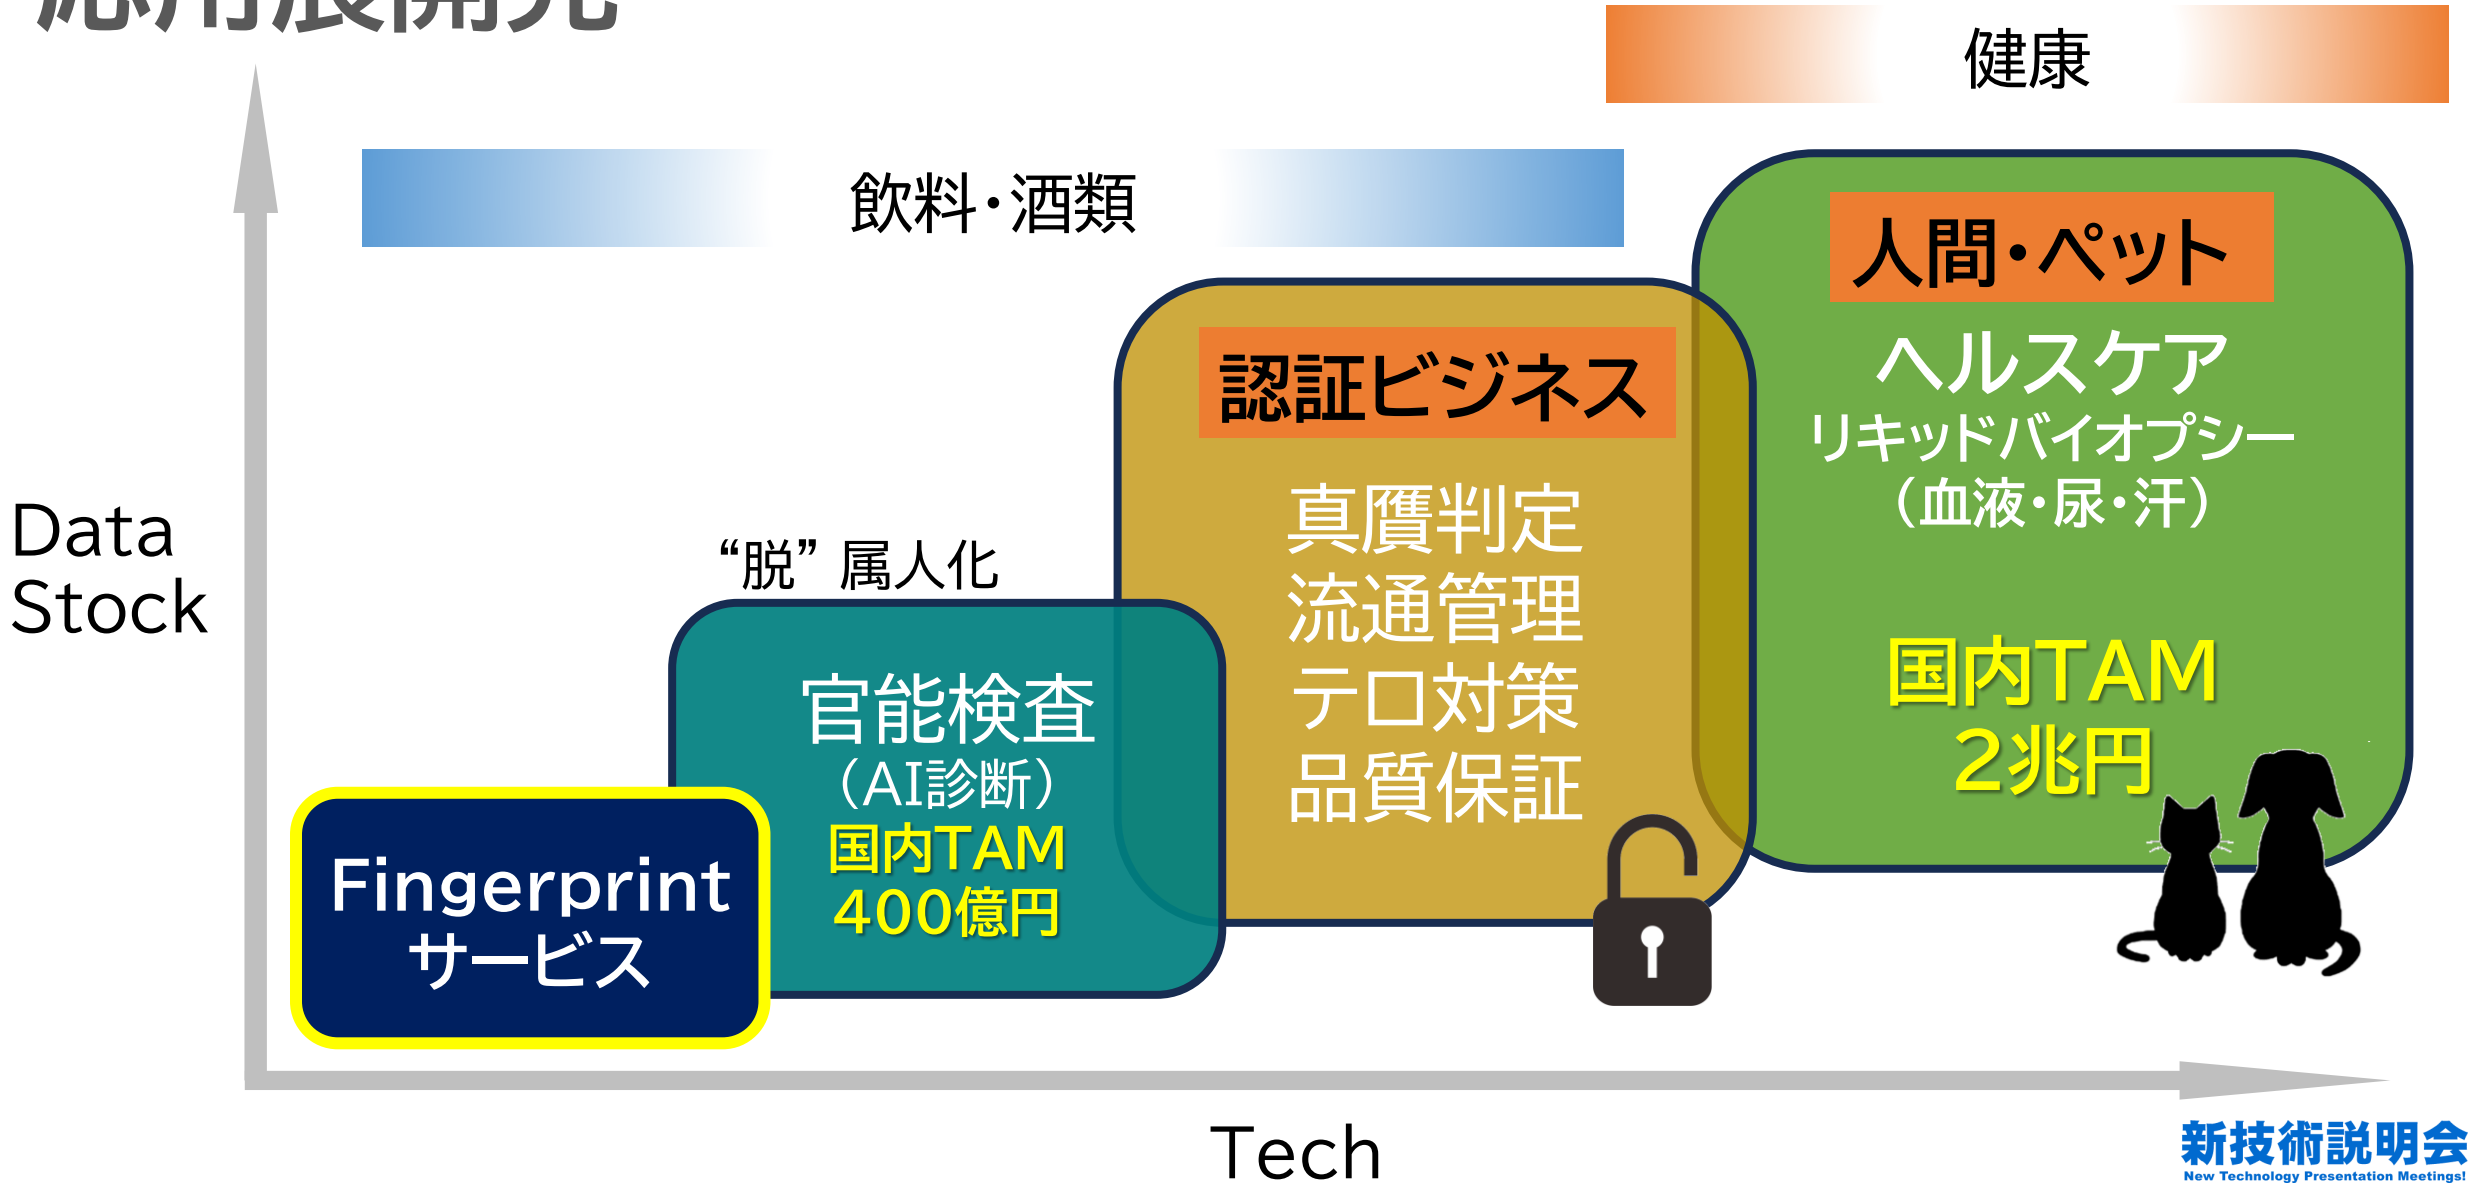 応用展開先
健康
飲料・酒類
人間・ペット
ヘルスケア
リキッドバイオプシー
（血液・尿・汗）
国内TAM
2兆円
認証ビジネス
真贋判定
流通管理
テロ対策
品質保証
“脱” 属人化
官能検査
（AI診断）
国内TAM
400億円
Fingerprint
サービス
Data
Stock
Tech
新技術説明会
New Technology Presentation Meetings!